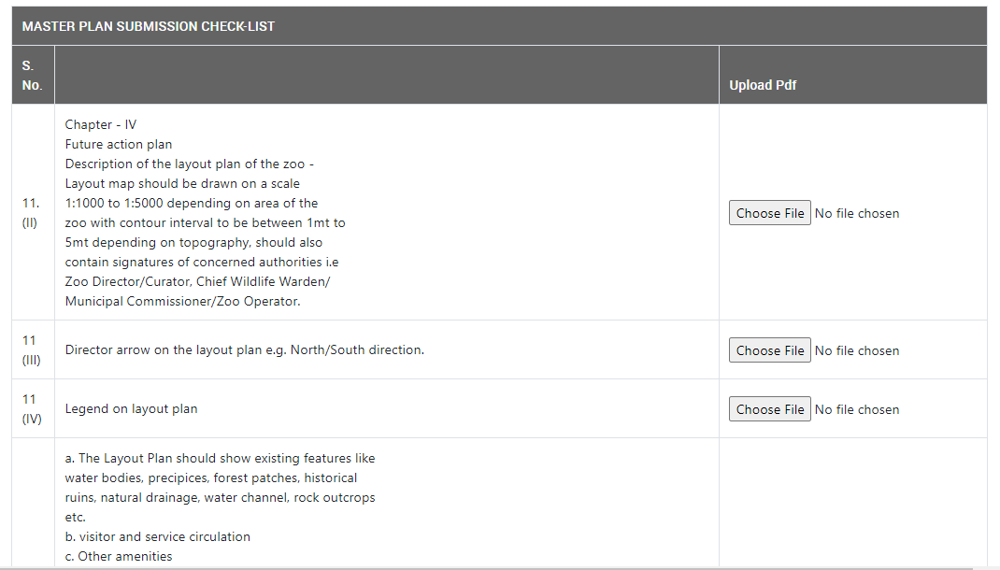 MASTER PLAN SUBMISSION CHECK-LIST
S.
No.
Upload Pdf
Chapter - IV
Future action plan
Description of the layout plan of the zoo -
Layout map should be drawn on a scale
11.
1:1000 to 1:5000 depending on area of the
(II)
zoo with contour interval to be between 1mt to
5mt depending on topography, should also
contain signatures of concerned authorities i.e
Zoo Director/Curator, Chief Wildlife Warden/
Municipal Commissioner/Zoo Operator.
Choose File No file chosen
11
(III)
Director arrow on the layout plan e.g. North/South direction.
Choose File No file chosen
11
(IV)
Legend on layout plan
Choose File No file chosen
a. The Layout Plan should show existing features like
water bodies, precipices, forest patches, historical
ruins, natural drainage, water channel, rock outcrops
etc.
b. visitor and service circulation
c. Other amenities